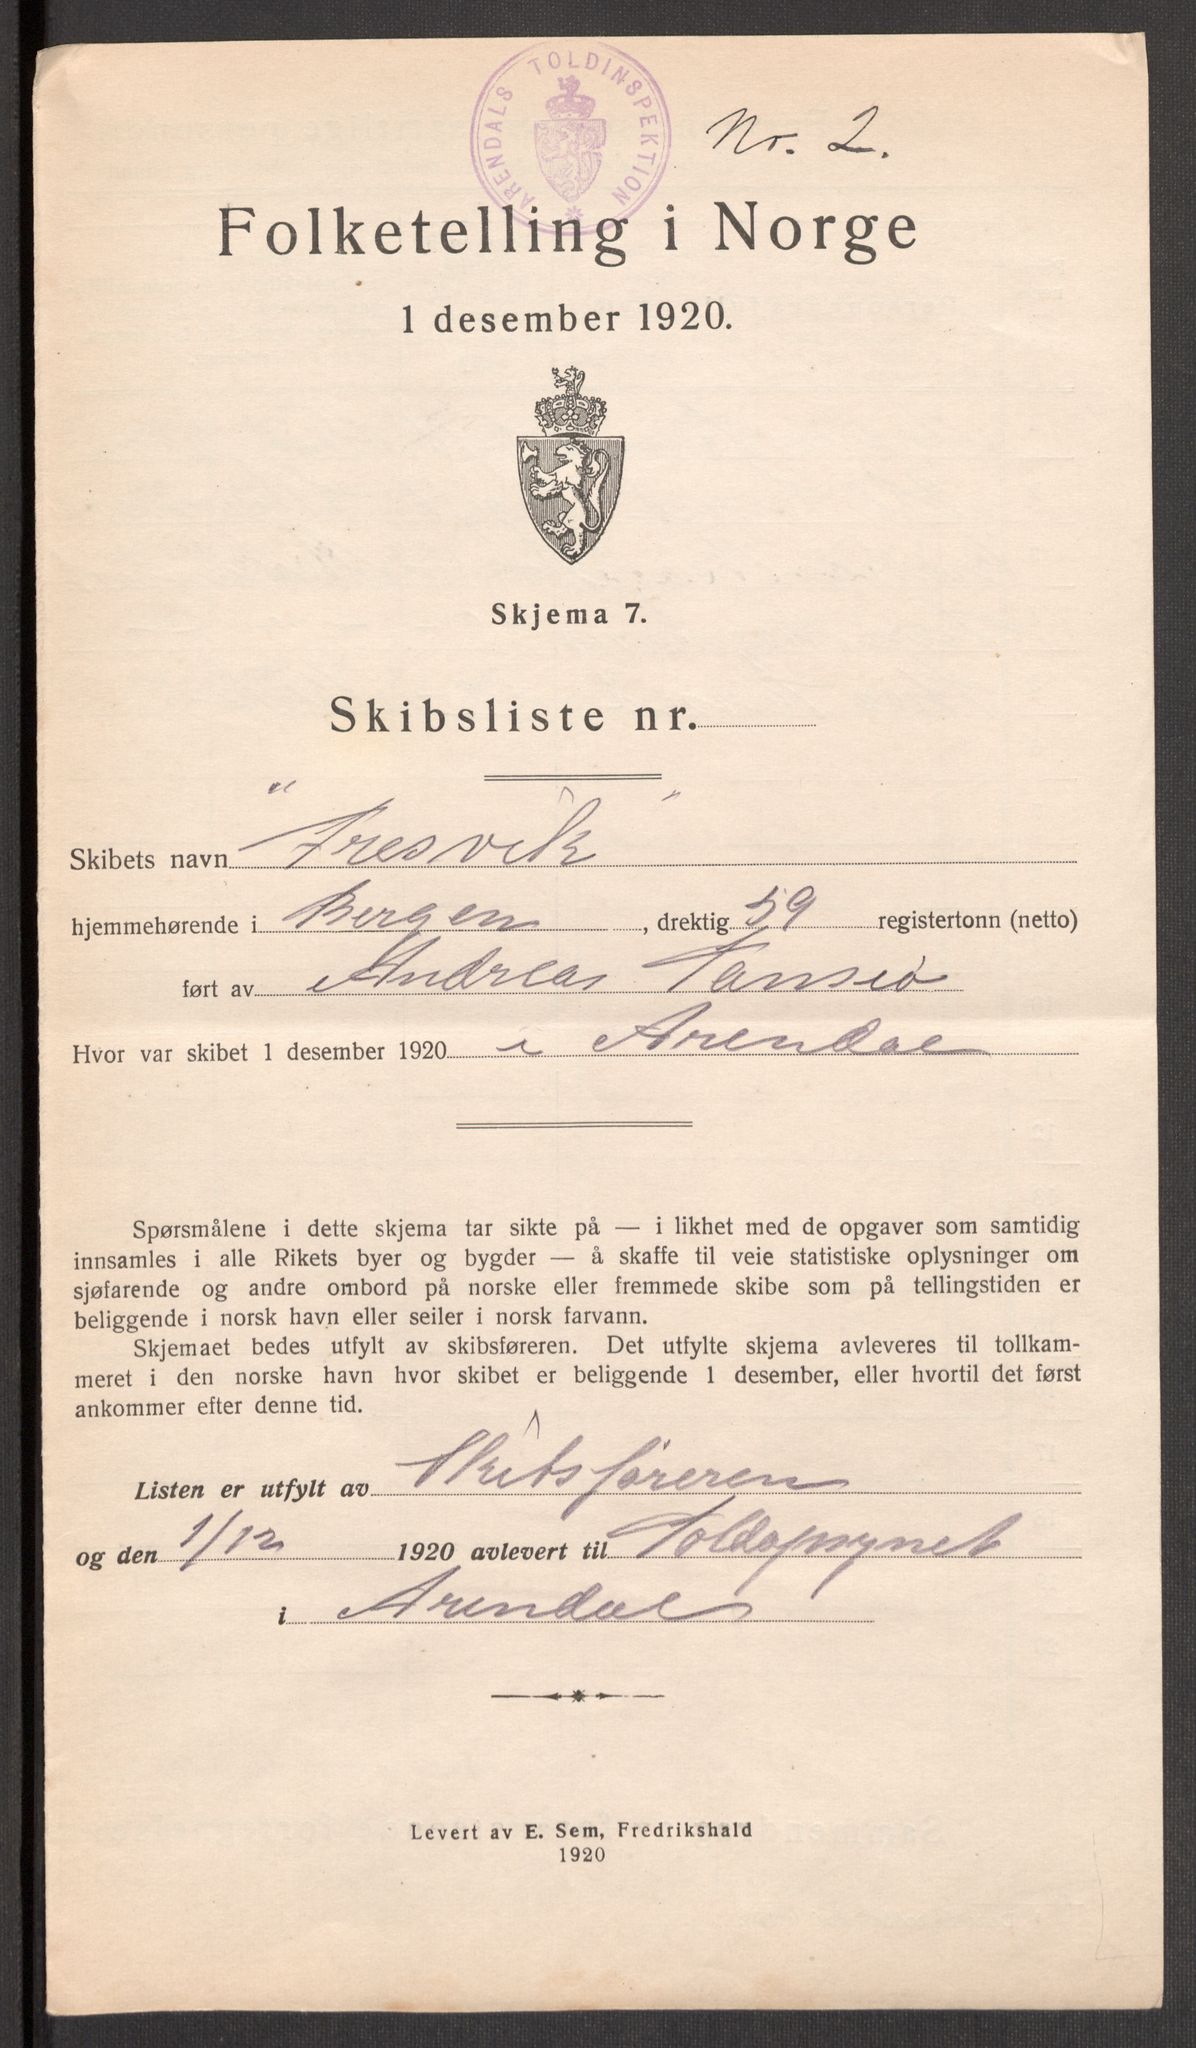 ARENDALS TOLDINSPEKTION
Nr. 2.
Folketelling i Norge
1 desember 1920.
Skjema 7.
Skibsliste nr.
Skibets navn "Fresvik"
hjemmehørende i Bergen, drektig 59 registertonn (netto)
ført av Andreas
Hvor var skibet 1 desember 1920 i Arendal
Spørsmålene i dette skjema tar sikte på — i likhet med de opgaver som samtidig
innsamles i alle Rikets byer og bygder — å skaffe til veie statistiske oplysninger om
sjøfarende og andre ombord på norske eller fremmede skibe som på tellingstiden er
beliggende i norsk havn eller seiler i norsk farvann.
Skjemaet bedes utfylt av skibsføreren. Det utfylte skjema avleveres til tollkam-
meret i den norske havn hvor skibet er beliggende 1 desember, eller hvortil det først
ankommer efter denne tid.
Listen er utfylt av Skibsføreren
og den 1/12 1920 avlevert til Toldopsynet
i Arendal
Levert av E. Sem, Fredrikshald
1920